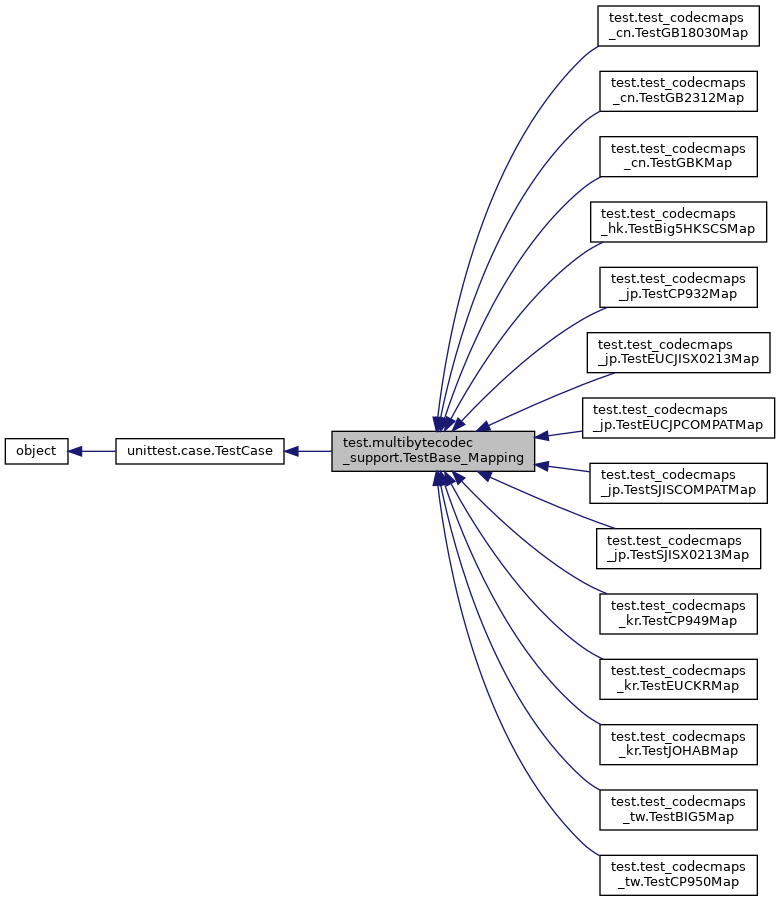 object
unittest.case.TestCase
test.multibytecodec
_support.TestBase_Mapping
test.test_codecmaps
_cn.TestGB18030Map
test.test_codecmaps
_cn.TestGB2312Map
test.test_codecmaps
_cn.TestGBKMap
test.test_codecmaps
_hk.TestBig5HKSCSMap
test.test_codecmaps
_jp.TestCP932Map
test.test_codecmaps
_jp.TestEUCJISX0213Map
test.test_codecmaps
_jp.TestEUCJPCOMPATMap
test.test_codecmaps
_jp.TestSJISCOMPATMap
test.test_codecmaps
_jp.TestSJISX0213Map
test.test_codecmaps
_kr.TestCP949Map
test.test_codecmaps
_kr.TestEUCKRMap
test.test_codecmaps
_kr.TestJOHABMap
test.test_codecmaps
_tw.TestBIG5Map
test.test_codecmaps
_tw.TestCP950Map